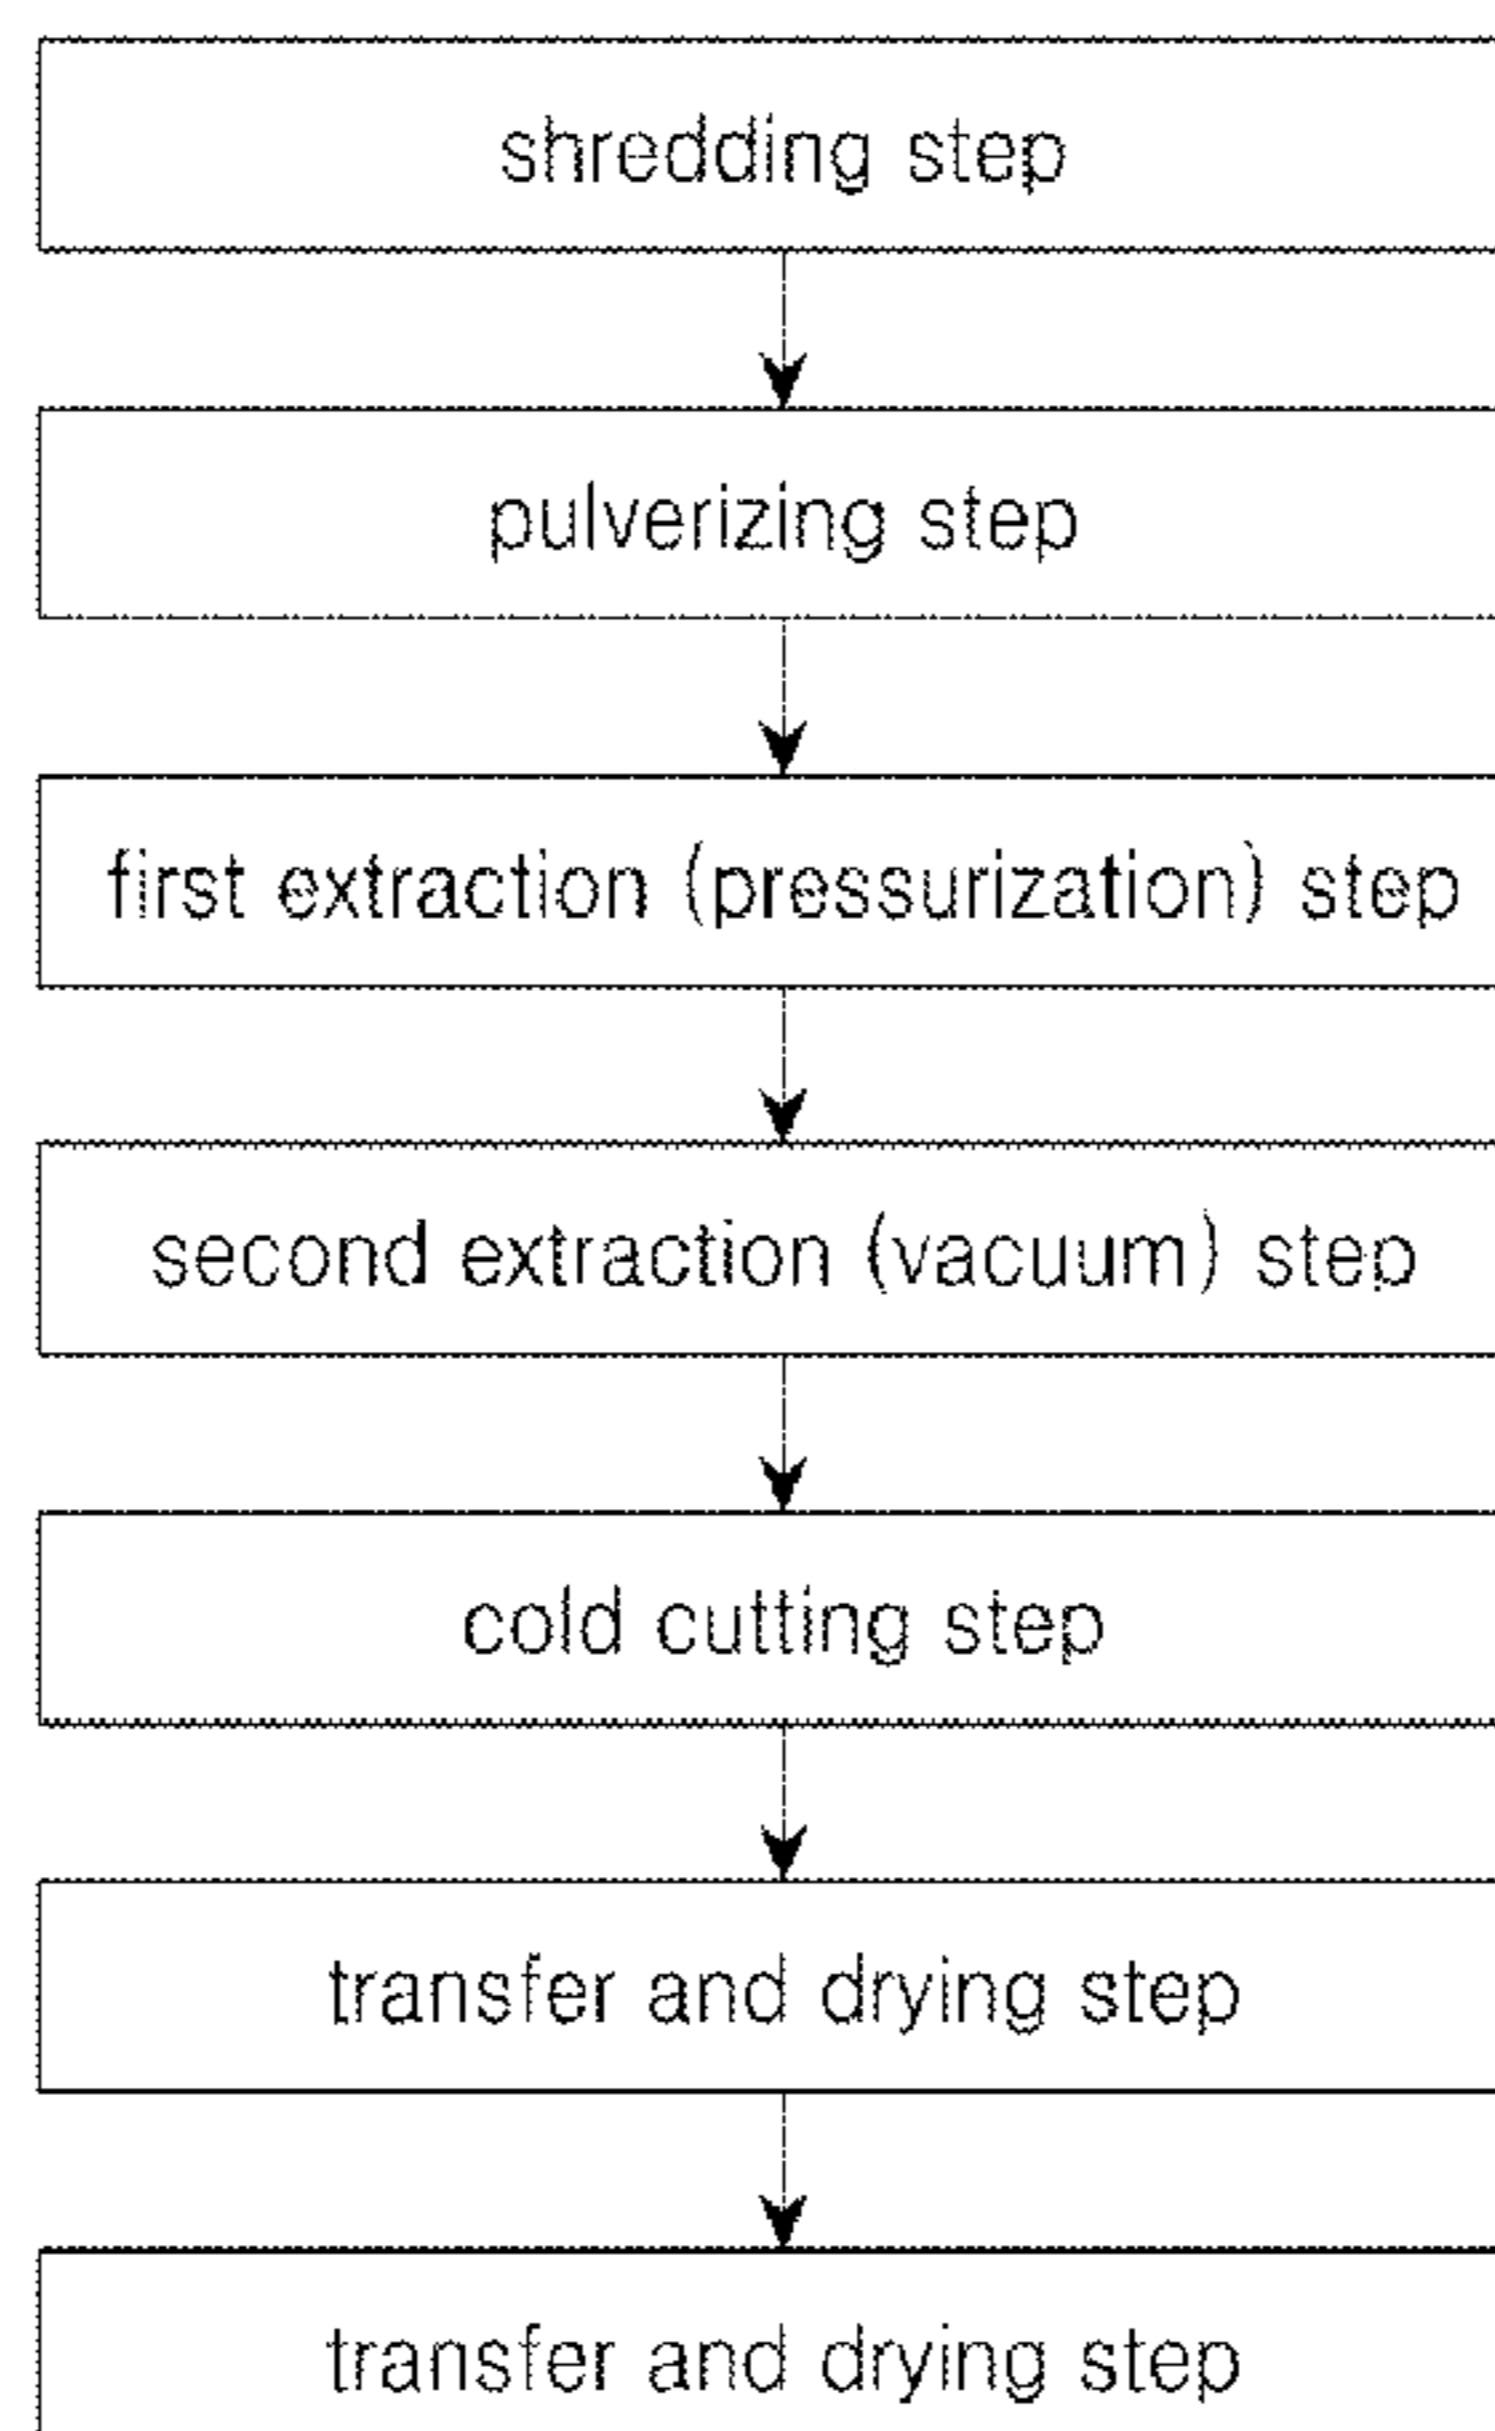 shredding step
pulverizing step
first extraction (pressurization) step
second extraction (vacuum) step
cold cutting step
transfer and drying step
transfer and drying step